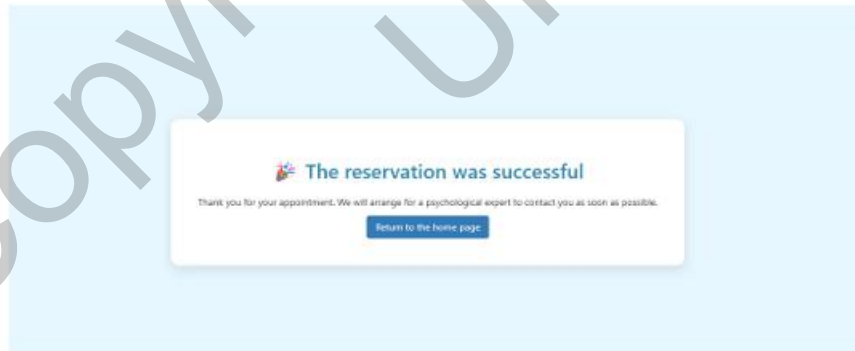 🎉 The reservation was successful
Thank you for your appointment. We will arrange for a psychological expert to contact you as soon as possible.
Return to the home page